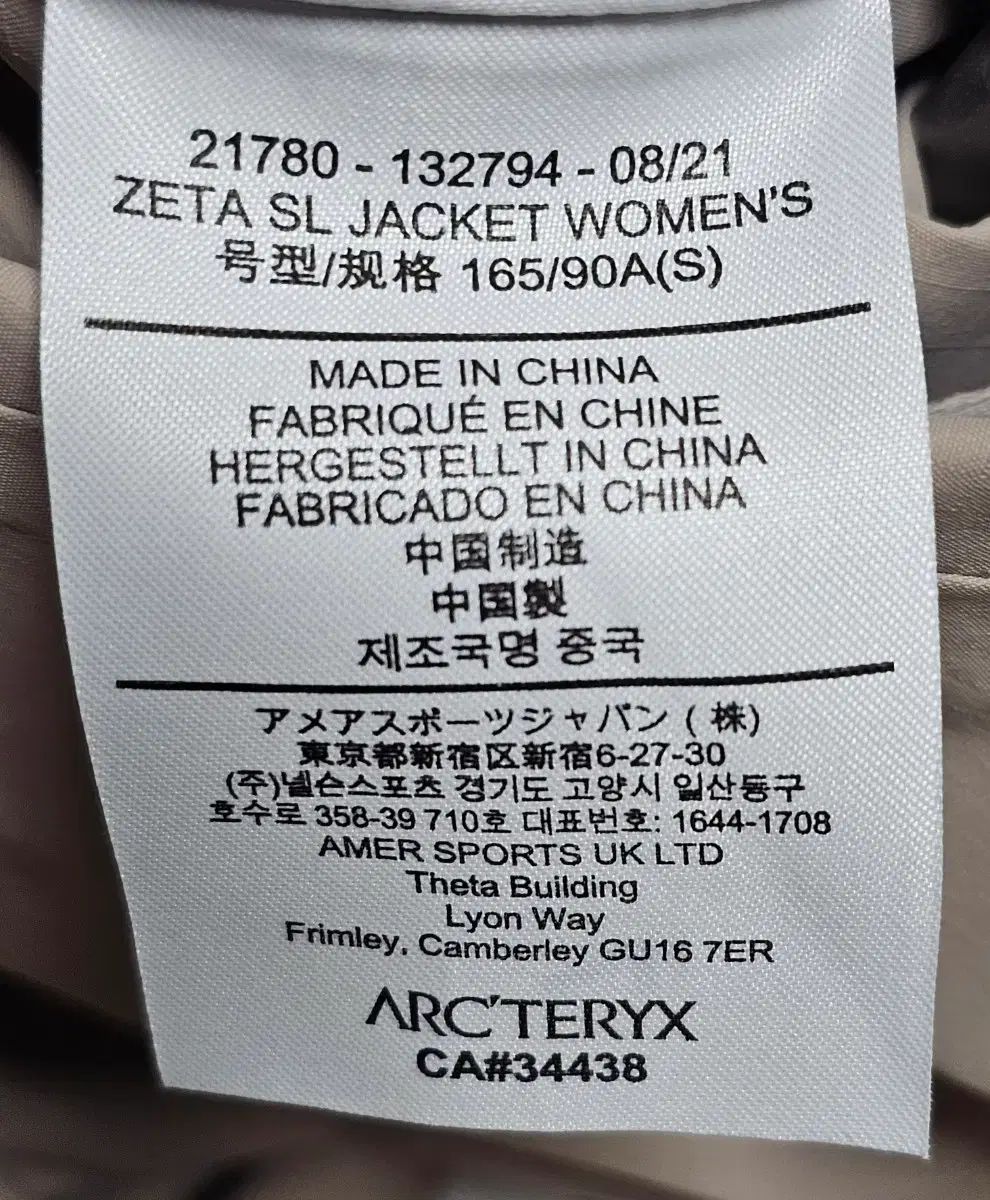 21780 - 132794 - 08/21
ZETA SL JACKET WOMEN'S
号型/规格 165/90A(S)
MADE IN CHINA
FABRIQUÉ EN CHINE
HERGESTELLT IN CHINA
FABRICADO EN CHINA
中国制造
中国製
제조국명 중국
アメアスポーツジャパン ( 株)
東京都新宿区新宿6-27-30
(주)넬슨스포츠 경기도 고양시 일산동구
호수로 358-39 710호 대표번호: 1644-1708
AMER SPORTS UK LTD
Theta Building
Lyon Way
Frimley, Camberley GU16 7ER
ARC'TERYX
CA#34438